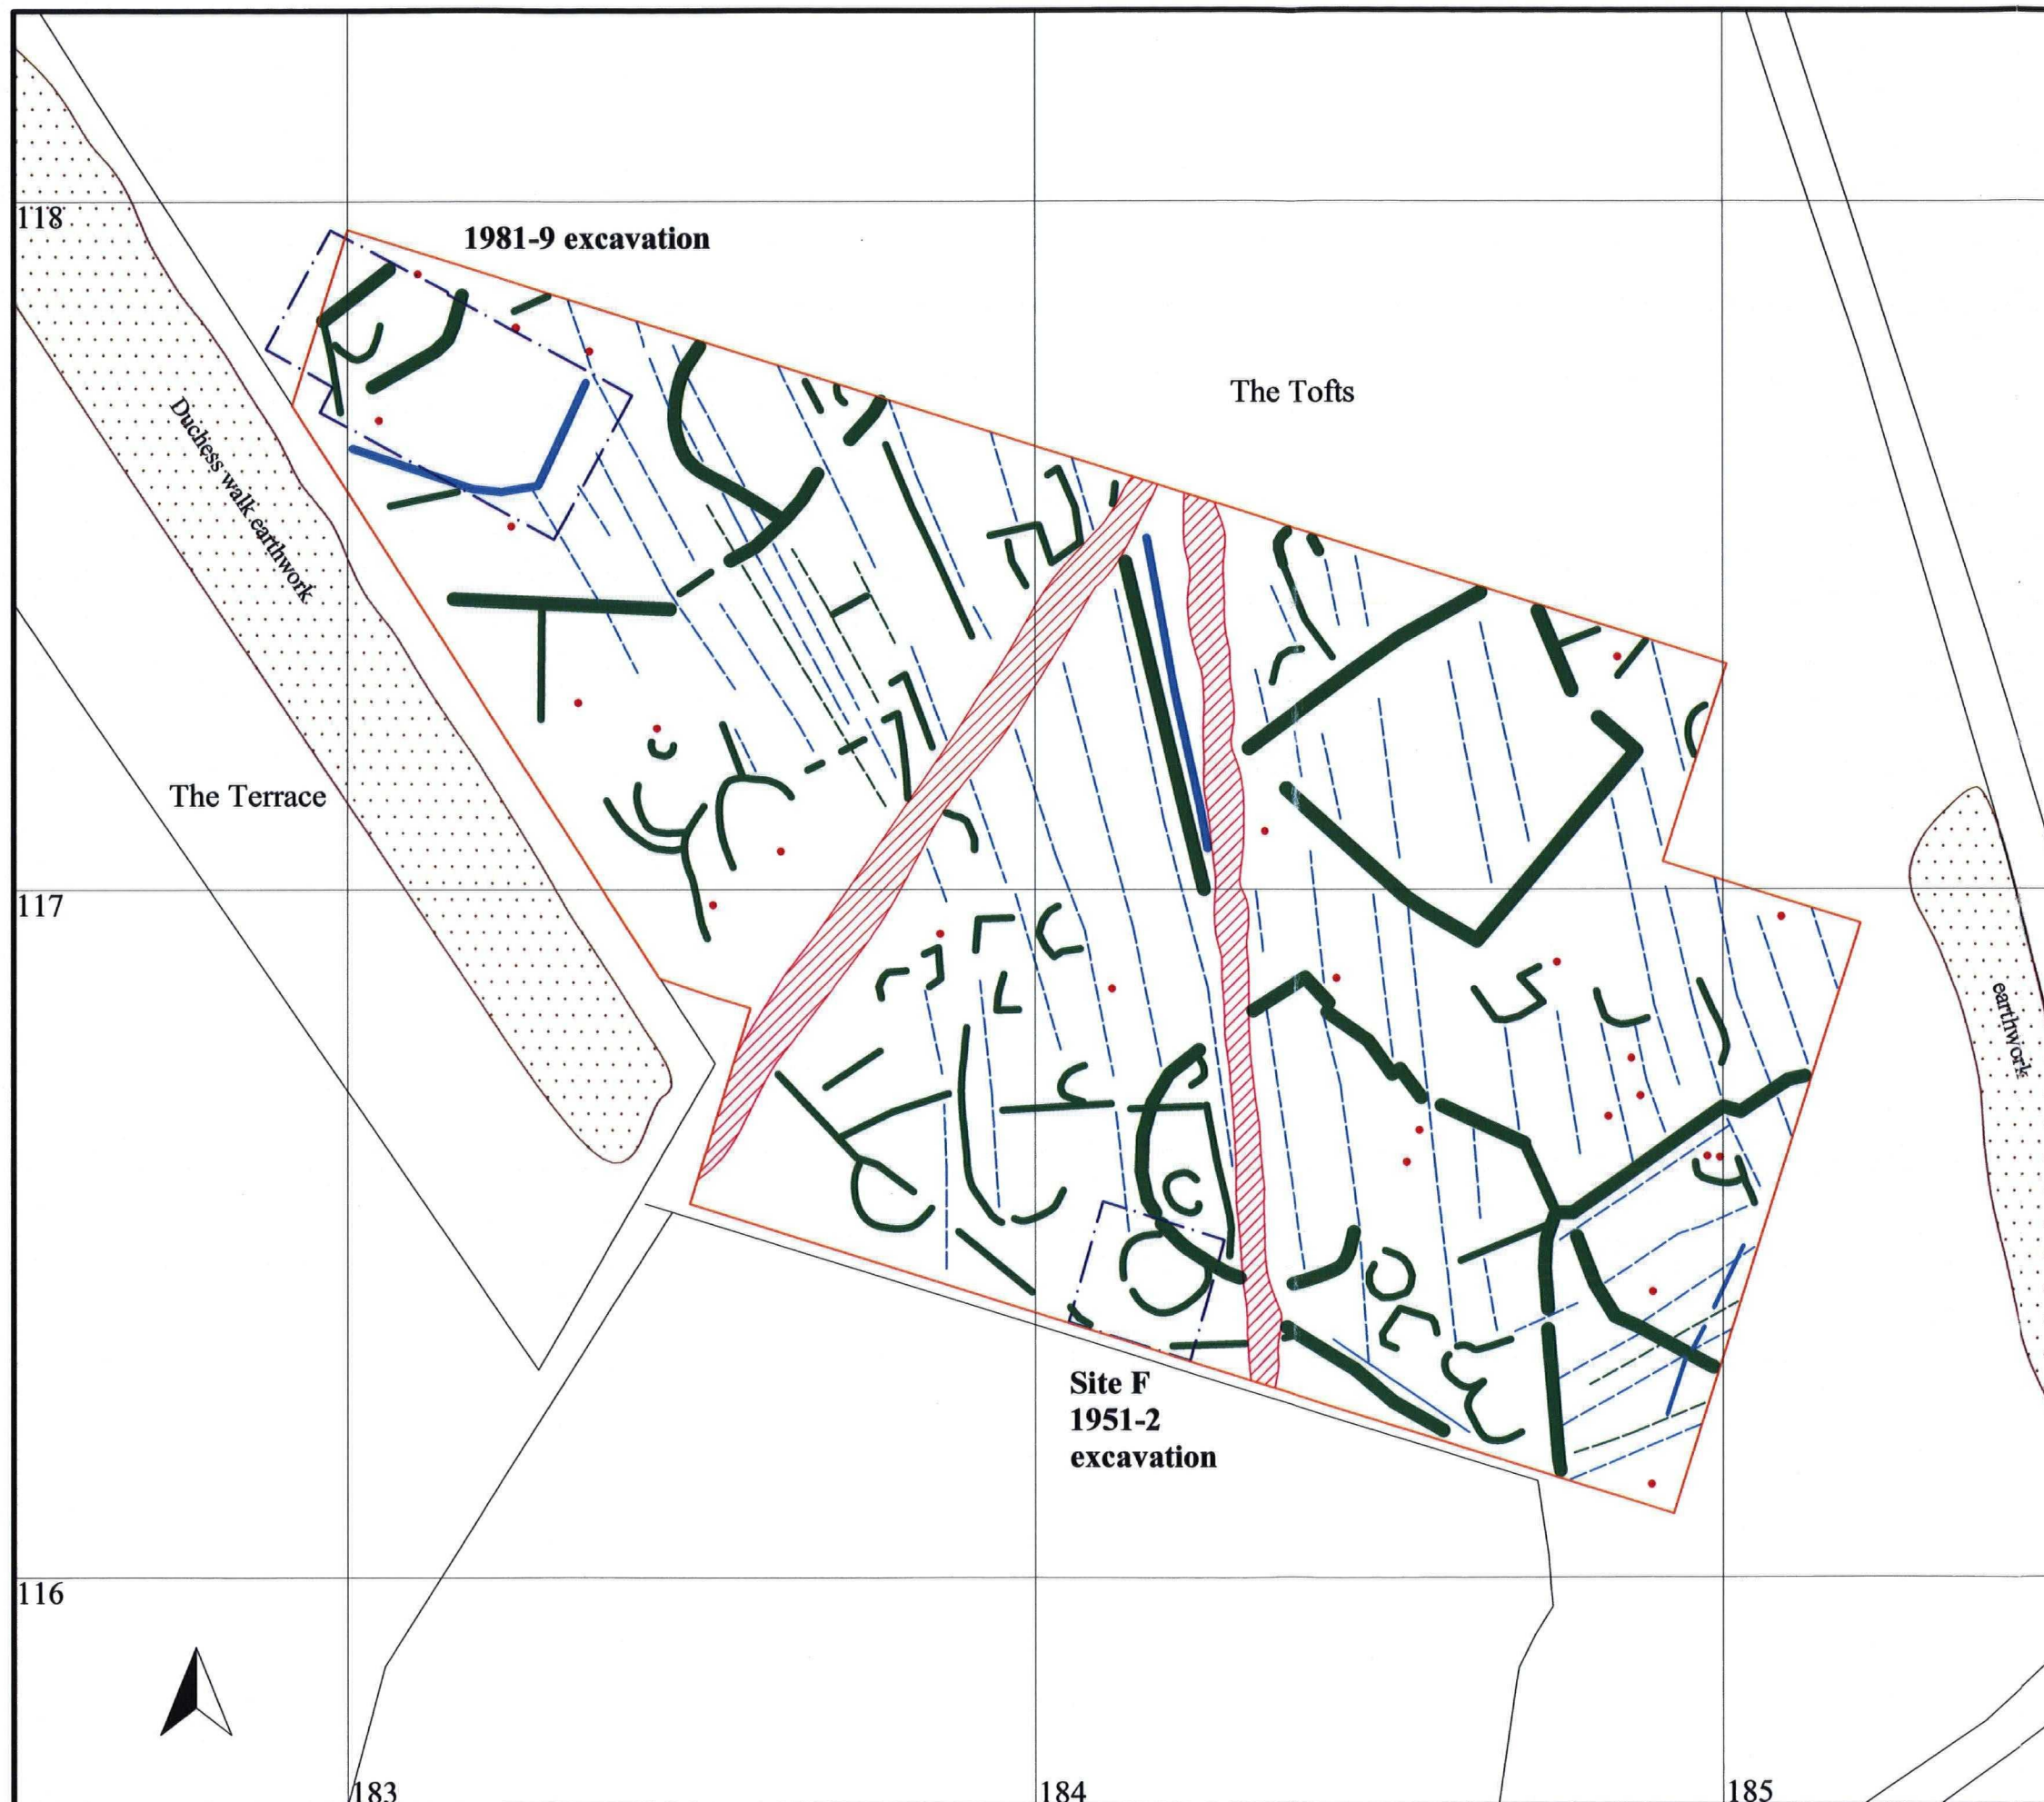 118
1981-9 excavation
The Tofts
Duchess walk earthwork
The Terrace
117
earthwork
Site F
1951-2
excavation
116
183
184
185